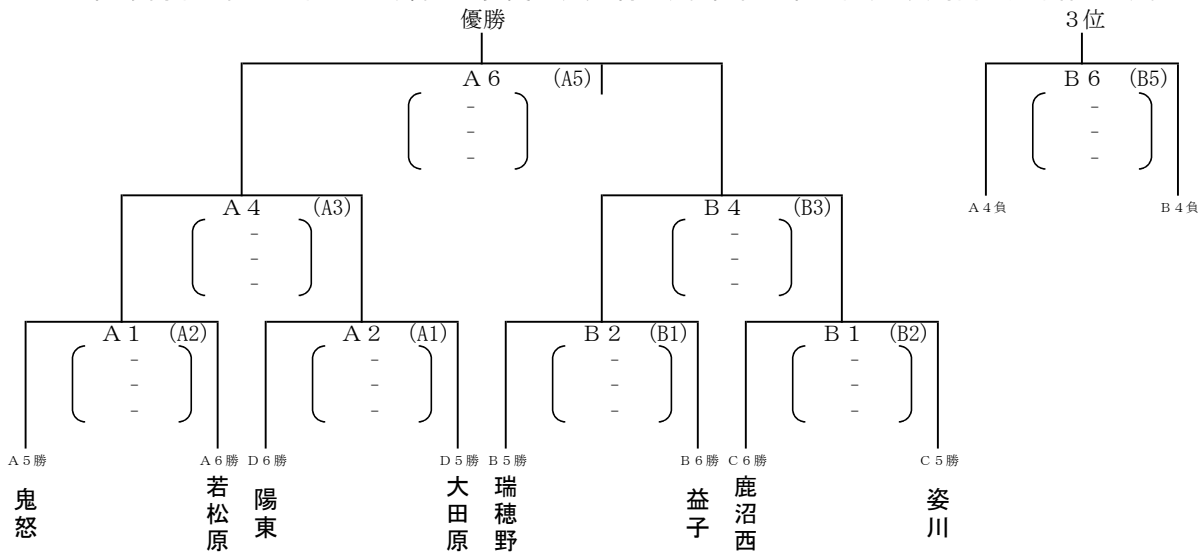 優勝
3位
A6 (A5)
B6 (B5)
-
-
-
-
-
-
A4 (A3)
B4 (B3)
A4負
B4負
-
-
-
-
-
-
A1 (A2)
A2 (A1)
B2 (B1)
B1 (B2)
-
-
-
-
-
-
-
-
-
-
-
-
A5勝
A6勝
D6勝
D5勝
B5勝
B6勝
C6勝
C5勝
鬼怒
若松原
陽東
大田原
瑞穂野
益子
鹿沼西
姿川